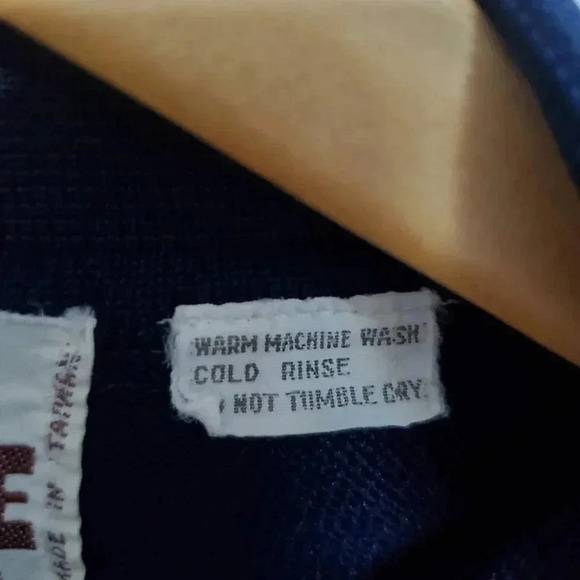 WARM MACHINE WASH
COLD RINSE
NOT TUMBLE DRY
MADE IN TAIWAN
E